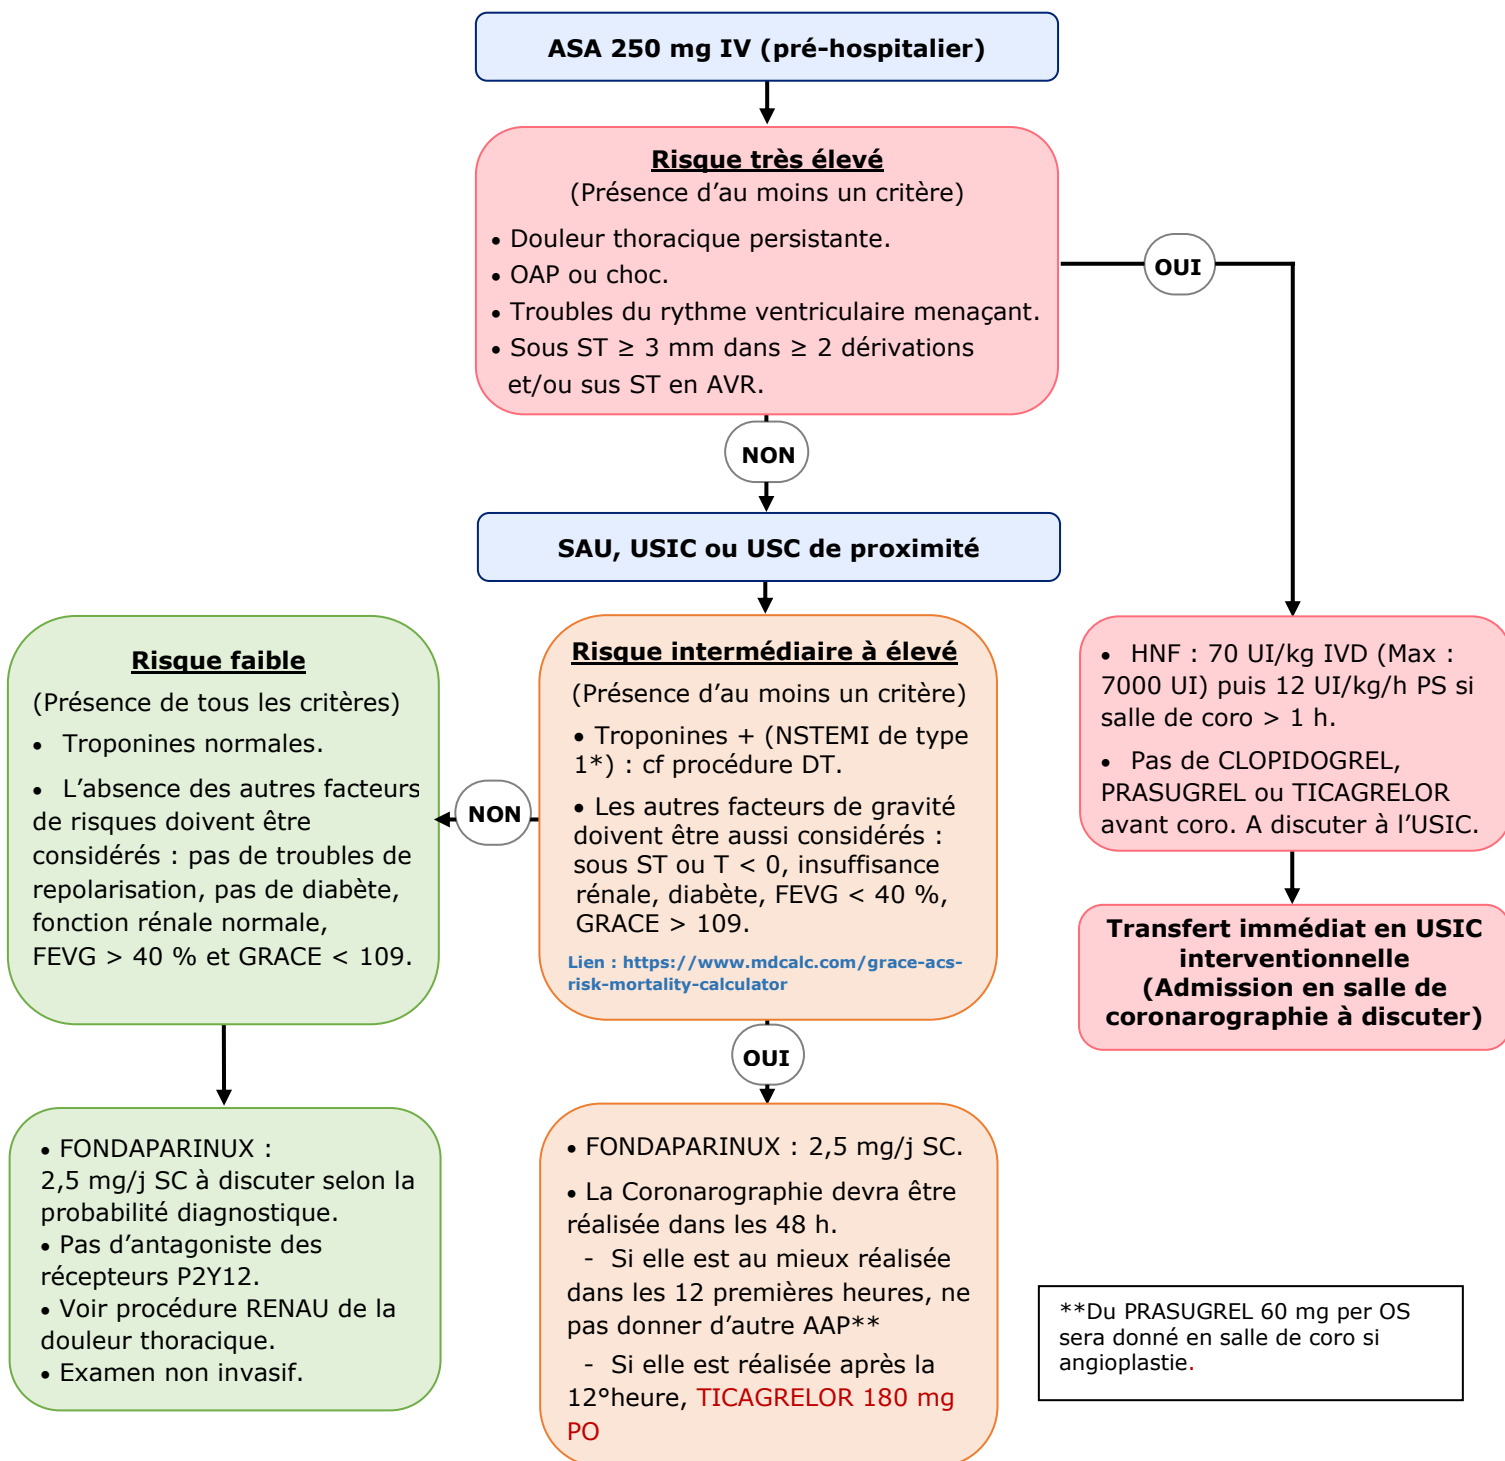 ASA 250 mg IV (pré-hospitalier)
Risque très élevé
(Présence d’au moins un critère)
• Douleur thoracique persistante.
• OAP ou choc.
• Troubles du rythme ventriculaire menaçant.
• Sous ST ≥ 3 mm dans ≥ 2 dérivations
et/ou sus ST en AVR.
OUI
NON
SAU, USIC ou USC de proximité
Risque faible
(Présence de tous les critères)
• Troponines normales.
• L’absence des autres facteurs
de risques doivent être
considérés : pas de troubles de
repolarisation, pas de diabète,
fonction rénale normale,
FEVG > 40 % et GRACE < 109.
NON
Risque intermédiaire à élevé
(Présence d’au moins un critère)
• Troponines + (NSTEMI de type
1*) : cf procédure DT.
• Les autres facteurs de gravité
doivent être aussi considérés :
sous ST ou T < 0, insuffisance
rénale, diabète, FEVG < 40 %,
GRACE > 109.
Lien : https://www.mdcalc.com/grace-acs-
risk-mortality-calculator
• HNF : 70 UI/kg IVD (Max :
7000 UI) puis 12 UI/kg/h PS si
salle de coro > 1 h.
• Pas de CLOPIDOGREL,
PRASUGREL ou TICAGRELOR
avant coro. A discuter à l’USIC.
Transfert immédiat en USIC
interventionnelle
(Admission en salle de
coronarographie à discuter)
OUI
• FONDAPARINUX :
2,5 mg/j SC à discuter selon la
probabilité diagnostique.
• Pas d’antagoniste des
récepteurs P2Y12.
• Voir procédure RENAU de la
douleur thoracique.
• Examen non invasif.
• FONDAPARINUX : 2,5 mg/j SC.
• La Coronarographie devra être
réalisée dans les 48 h.
- Si elle est au mieux réalisée
dans les 12 premières heures, ne
pas donner d’autre AAP**
- Si elle est réalisée après la
12°heure, TICAGRELOR 180 mg
PO
**Du PRASUGREL 60 mg per OS
sera donné en salle de coro si
angioplastie.